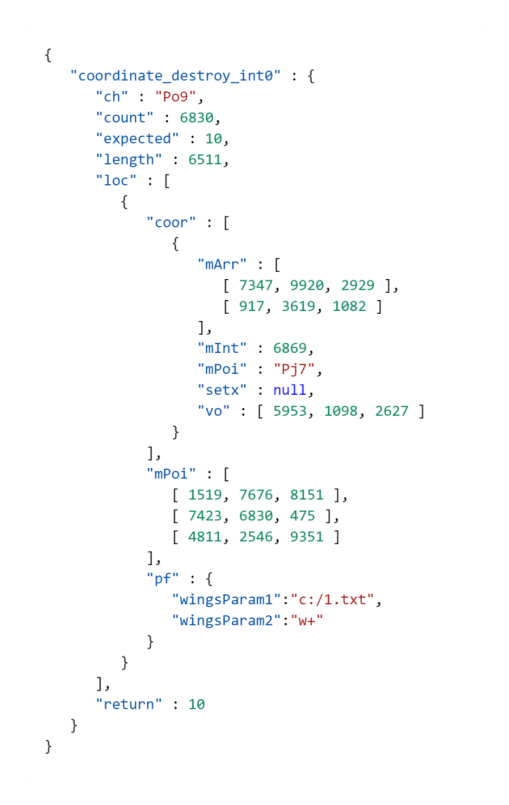 {
"coordinate_destroy_int0" : {
"ch" : "Po9",
"count" : 6830,
"expected" : 10,
"length" : 6511,
"loc" : [
{
"coor" : [
{
"mArr" : [
[ 7347, 9920, 2929 ],
[ 917, 3619, 1082 ]
],
"mInt" : 6869,
"mPoi" : "Pj7",
"setx" : null,
"vo" : [ 5953, 1098, 2627 ]
}
],
"mPoi" : [
[ 1519, 7676, 8151 ],
[ 7423, 6830, 475 ],
[ 4811, 2546, 9351 ]
],
"pf" : {
"wingsParam1":"c:/1.txt",
"wingsParam2":"w+"
}
}
],
"return" : 10
}
}